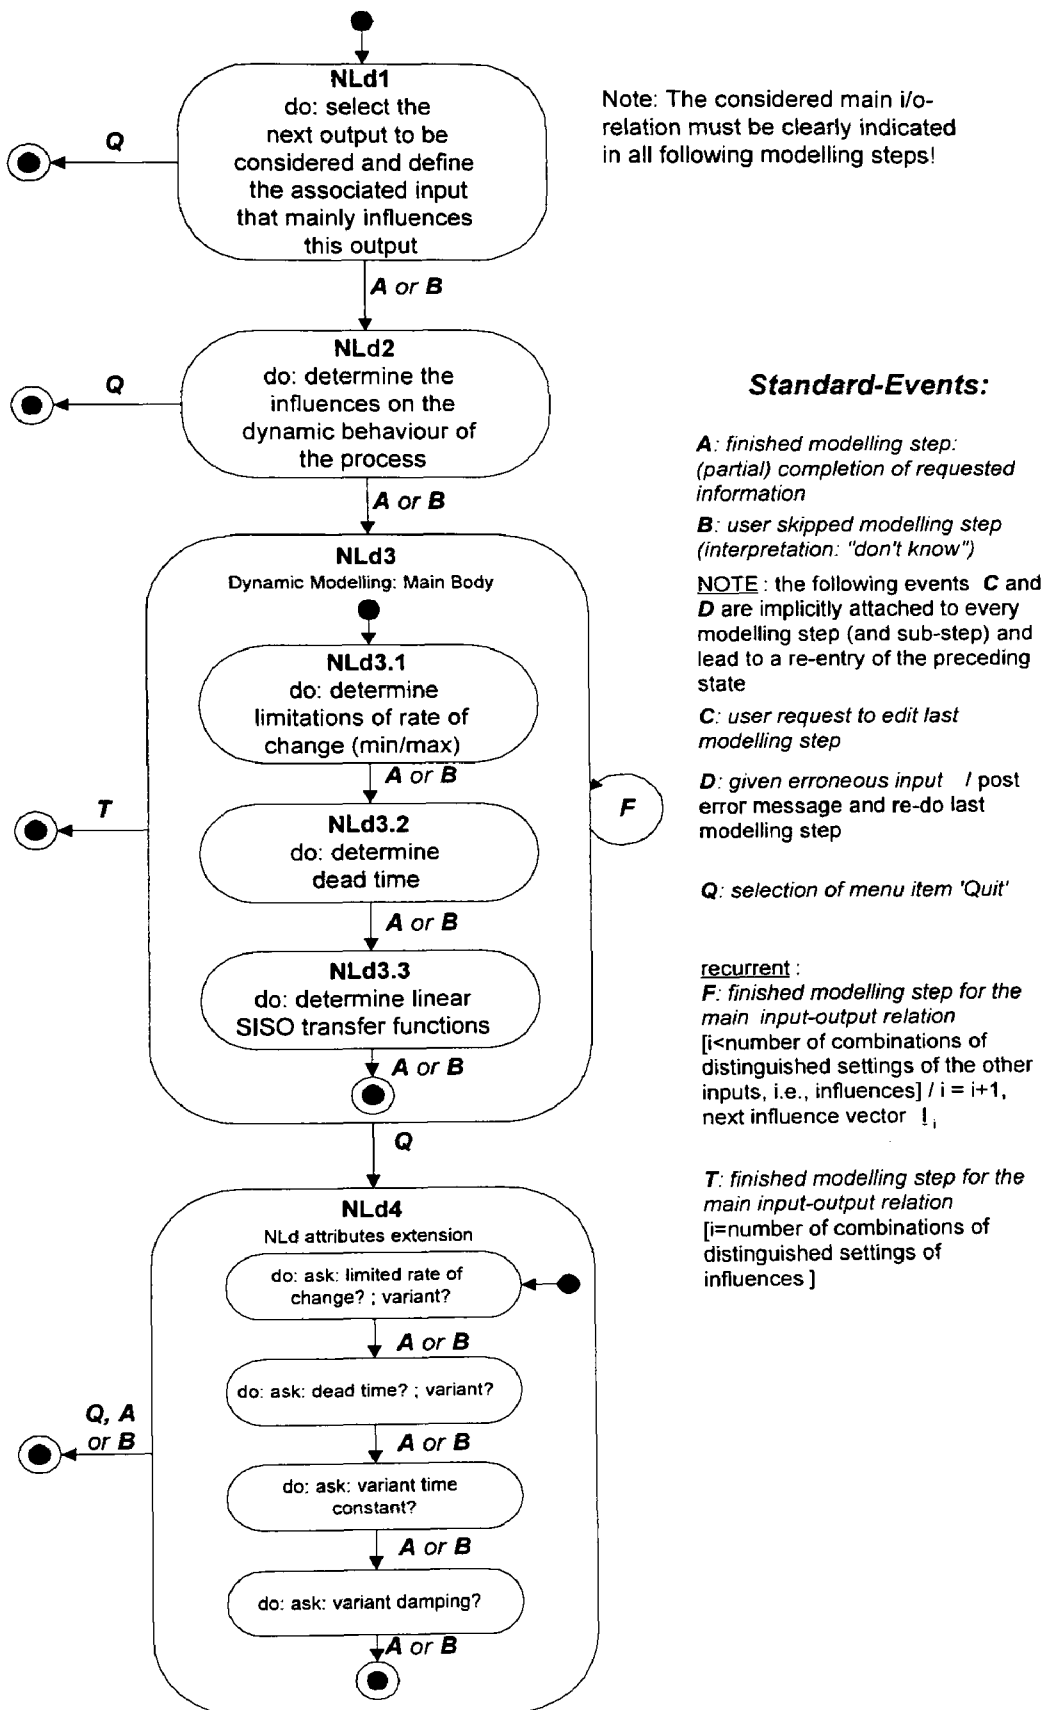 NLd1
do: select the
next output to be
considered and define
the associated input
that mainly influences
this output
Q
Note: The considered main i/o-
relation must be clearly indicated
in all following modelling steps!
A or B
NLd2
do: determine the
influences on the
dynamic behaviour of
the process
Q
A or B
NLd3
Dynamic Modelling: Main Body
NLd3.1
do: determine
limitations of rate of
change (min/max)
A or B
T
F
NLd3.2
do: determine
dead time
A or B
NLd3.3
do: determine linear
SISO transfer functions
A or B
Q
NLd4
NLd attributes extension
do: ask: limited rate of
change? ; variant?
A or B
do: ask: dead time? ; variant?
Q, A
or B
A or B
do: ask: variant time
constant?
A or B
do: ask: variant damping?
A or B
Standard-Events:
A: finished modelling step:
(partial) completion of requested
information
B: user skipped modelling step
(interpretation: "don't know")
NOTE : the following events C and
D are implicitly attached to every
modelling step (and sub-step) and
lead to a re-entry of the preceding
state
C: user request to edit last
modelling step
D: given erroneous input / post
error message and re-do last
modelling step
Q: selection of menu item 'Quit'
recurrent :
F: finished modelling step for the
main input-output relation
[i<number of combinations of
distinguished settings of the other
inputs, i.e., influences] / i = i+1,
next influence vector I i
T: finished modelling step for the
main input-output relation
[i=number of combinations of
distinguished settings of
influences ]